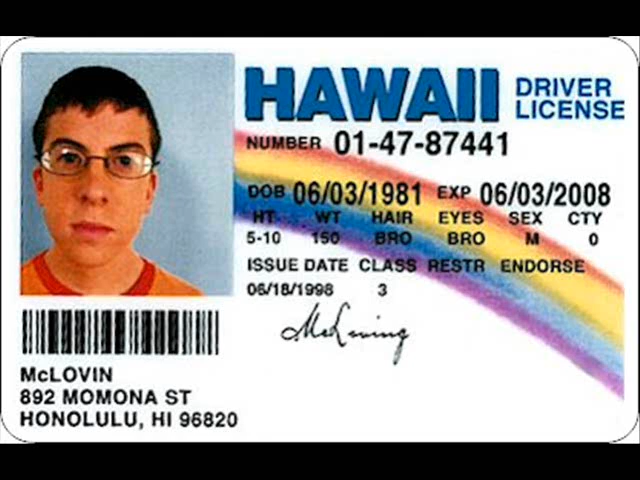 HAWAII DRIVER LICENSE
NUMBER 01-47-87441
DOB 06/03/1981 EXP 06/03/2008
HT WT HAIR EYES SEX CTY
5-10 150 BRO BRO M 0
ISSUE DATE CLASS RESTR ENDORSE
06/18/1998 3
McLoving
McLOVIN
892 MOMONA ST
HONOLULU, HI 96820